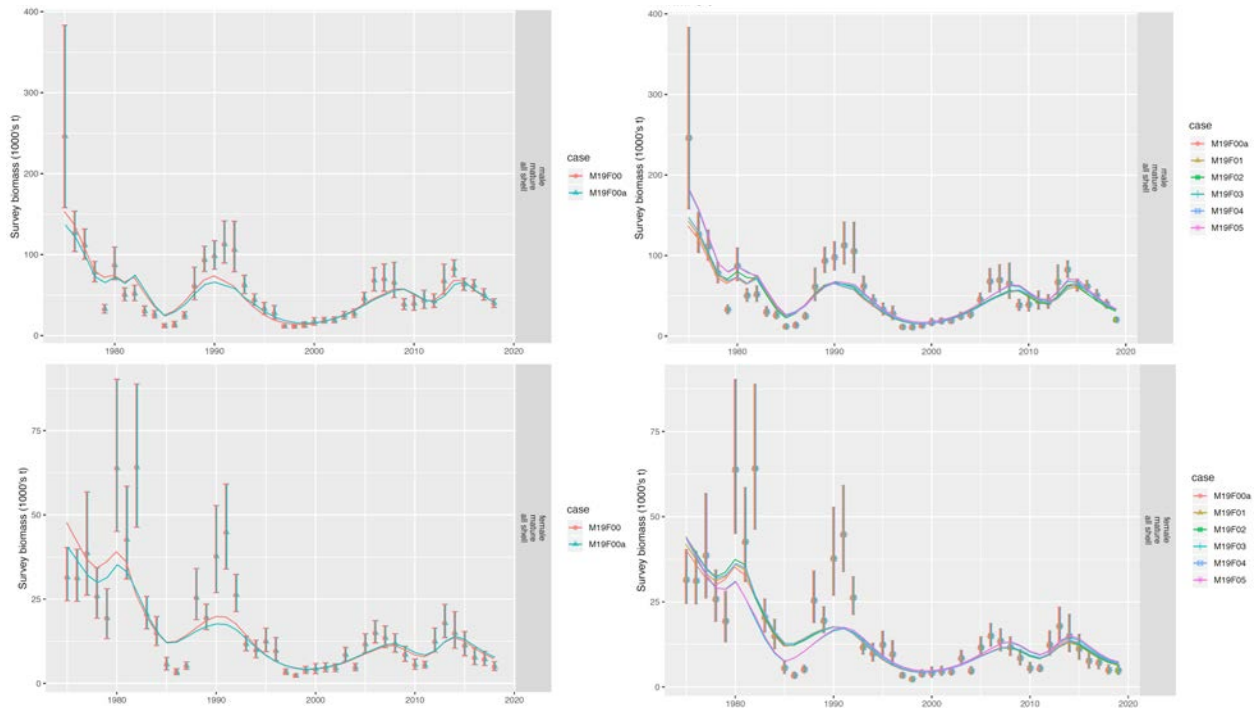 400
300
200
100
0
Survey biomass (1000's t)
1980
1990
2000
2010
2020
male
mature
all shell
case
M19F00
M19F00a
400
300
200
100
0
Survey biomass (1000's t)
1980
1990
2000
2010
2020
male
mature
all shell
case
M19F00a
M19F01
M19F02
M19F03
M19F04
M19F05
75
50
25
0
Survey biomass (1000's t)
1980
1990
2000
2010
2020
female
mature
all shell
case
M19F00
M19F00a
75
50
25
0
Survey biomass (1000's t)
1980
1990
2000
2010
2020
female
mature
all shell
case
M19F00a
M19F01
M19F02
M19F03
M19F04
M19F05